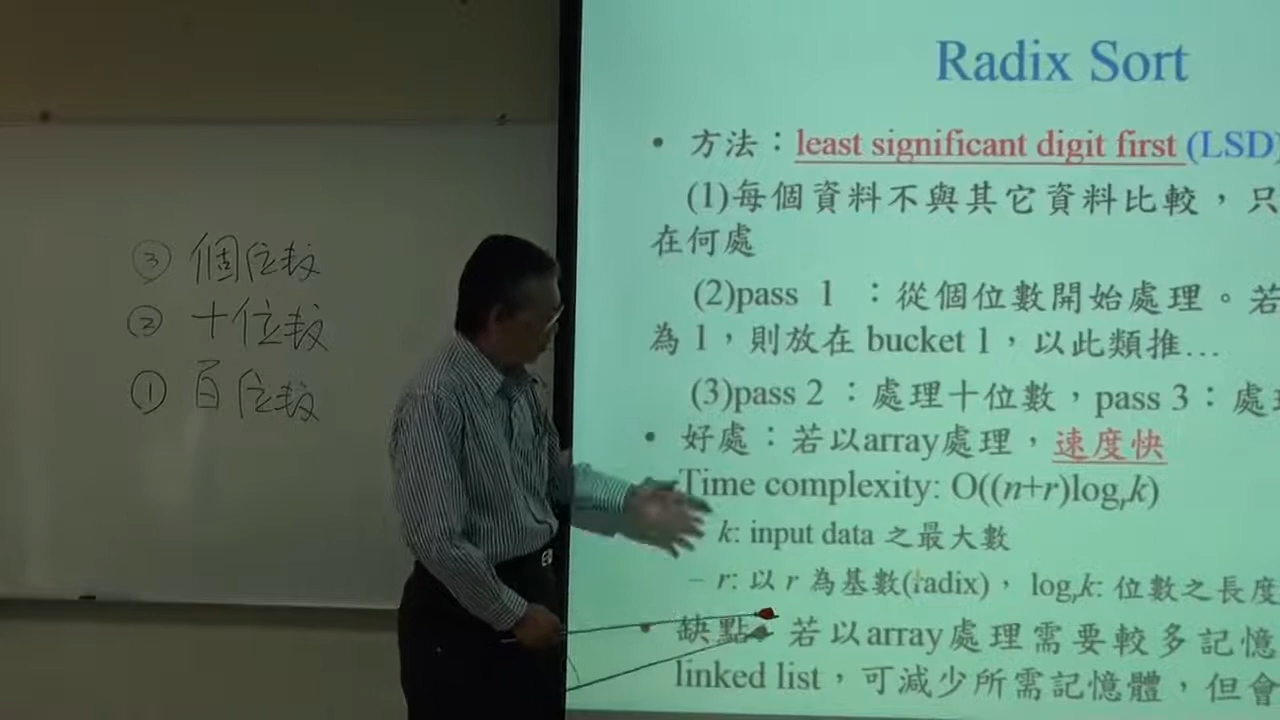 ③ 個位数
② 十位数
① 百位数
Radix Sort
• 方法：least significant digit first (LSD)
(1)每個資料不與其它資料比較，只
在何處
(2)pass 1 ：從個位數開始處理。若
為 1，則放在 bucket 1，以此類推…
(3)pass 2：處理十位數，pass 3：處理
• 好處：若以array處理，速度快
Time complexity: O((n+r)logᵣk)
k: input data 之最大數
– r: 以 r 為基數(radix)， logᵣk: 位數之長度
• 缺點：若以array處理需要較多記憶
linked list，可減少所需記憶體，但會